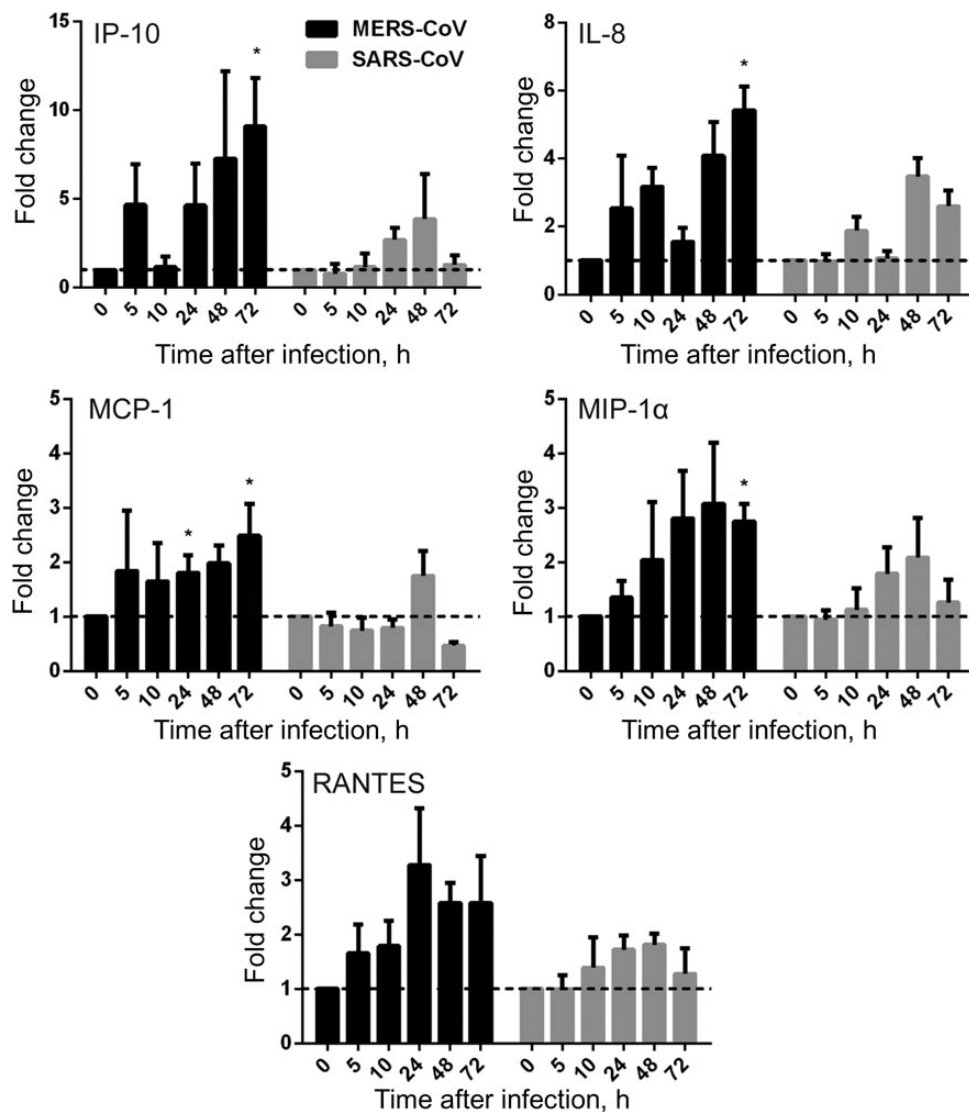 IP-10
MERS-CoV
SARS-CoV
Fold change
15
10
5
0
*
0 5 10 24 48 72 0 5 10 24 48 72
Time after infection, h
IL-8
Fold change
8
6
4
2
0
*
0 5 10 24 48 72 0 5 10 24 48 72
Time after infection, h
MCP-1
Fold change
5
4
3
2
1
0
* *
0 5 10 24 48 72 0 5 10 24 48 72
Time after infection, h
MIP-1α
Fold change
5
4
3
2
1
0
*
0 5 10 24 48 72 0 5 10 24 48 72
Time after infection, h
RANTES
Fold change
5
4
3
2
1
0
0 5 10 24 48 72 0 5 10 24 48 72
Time after infection, h